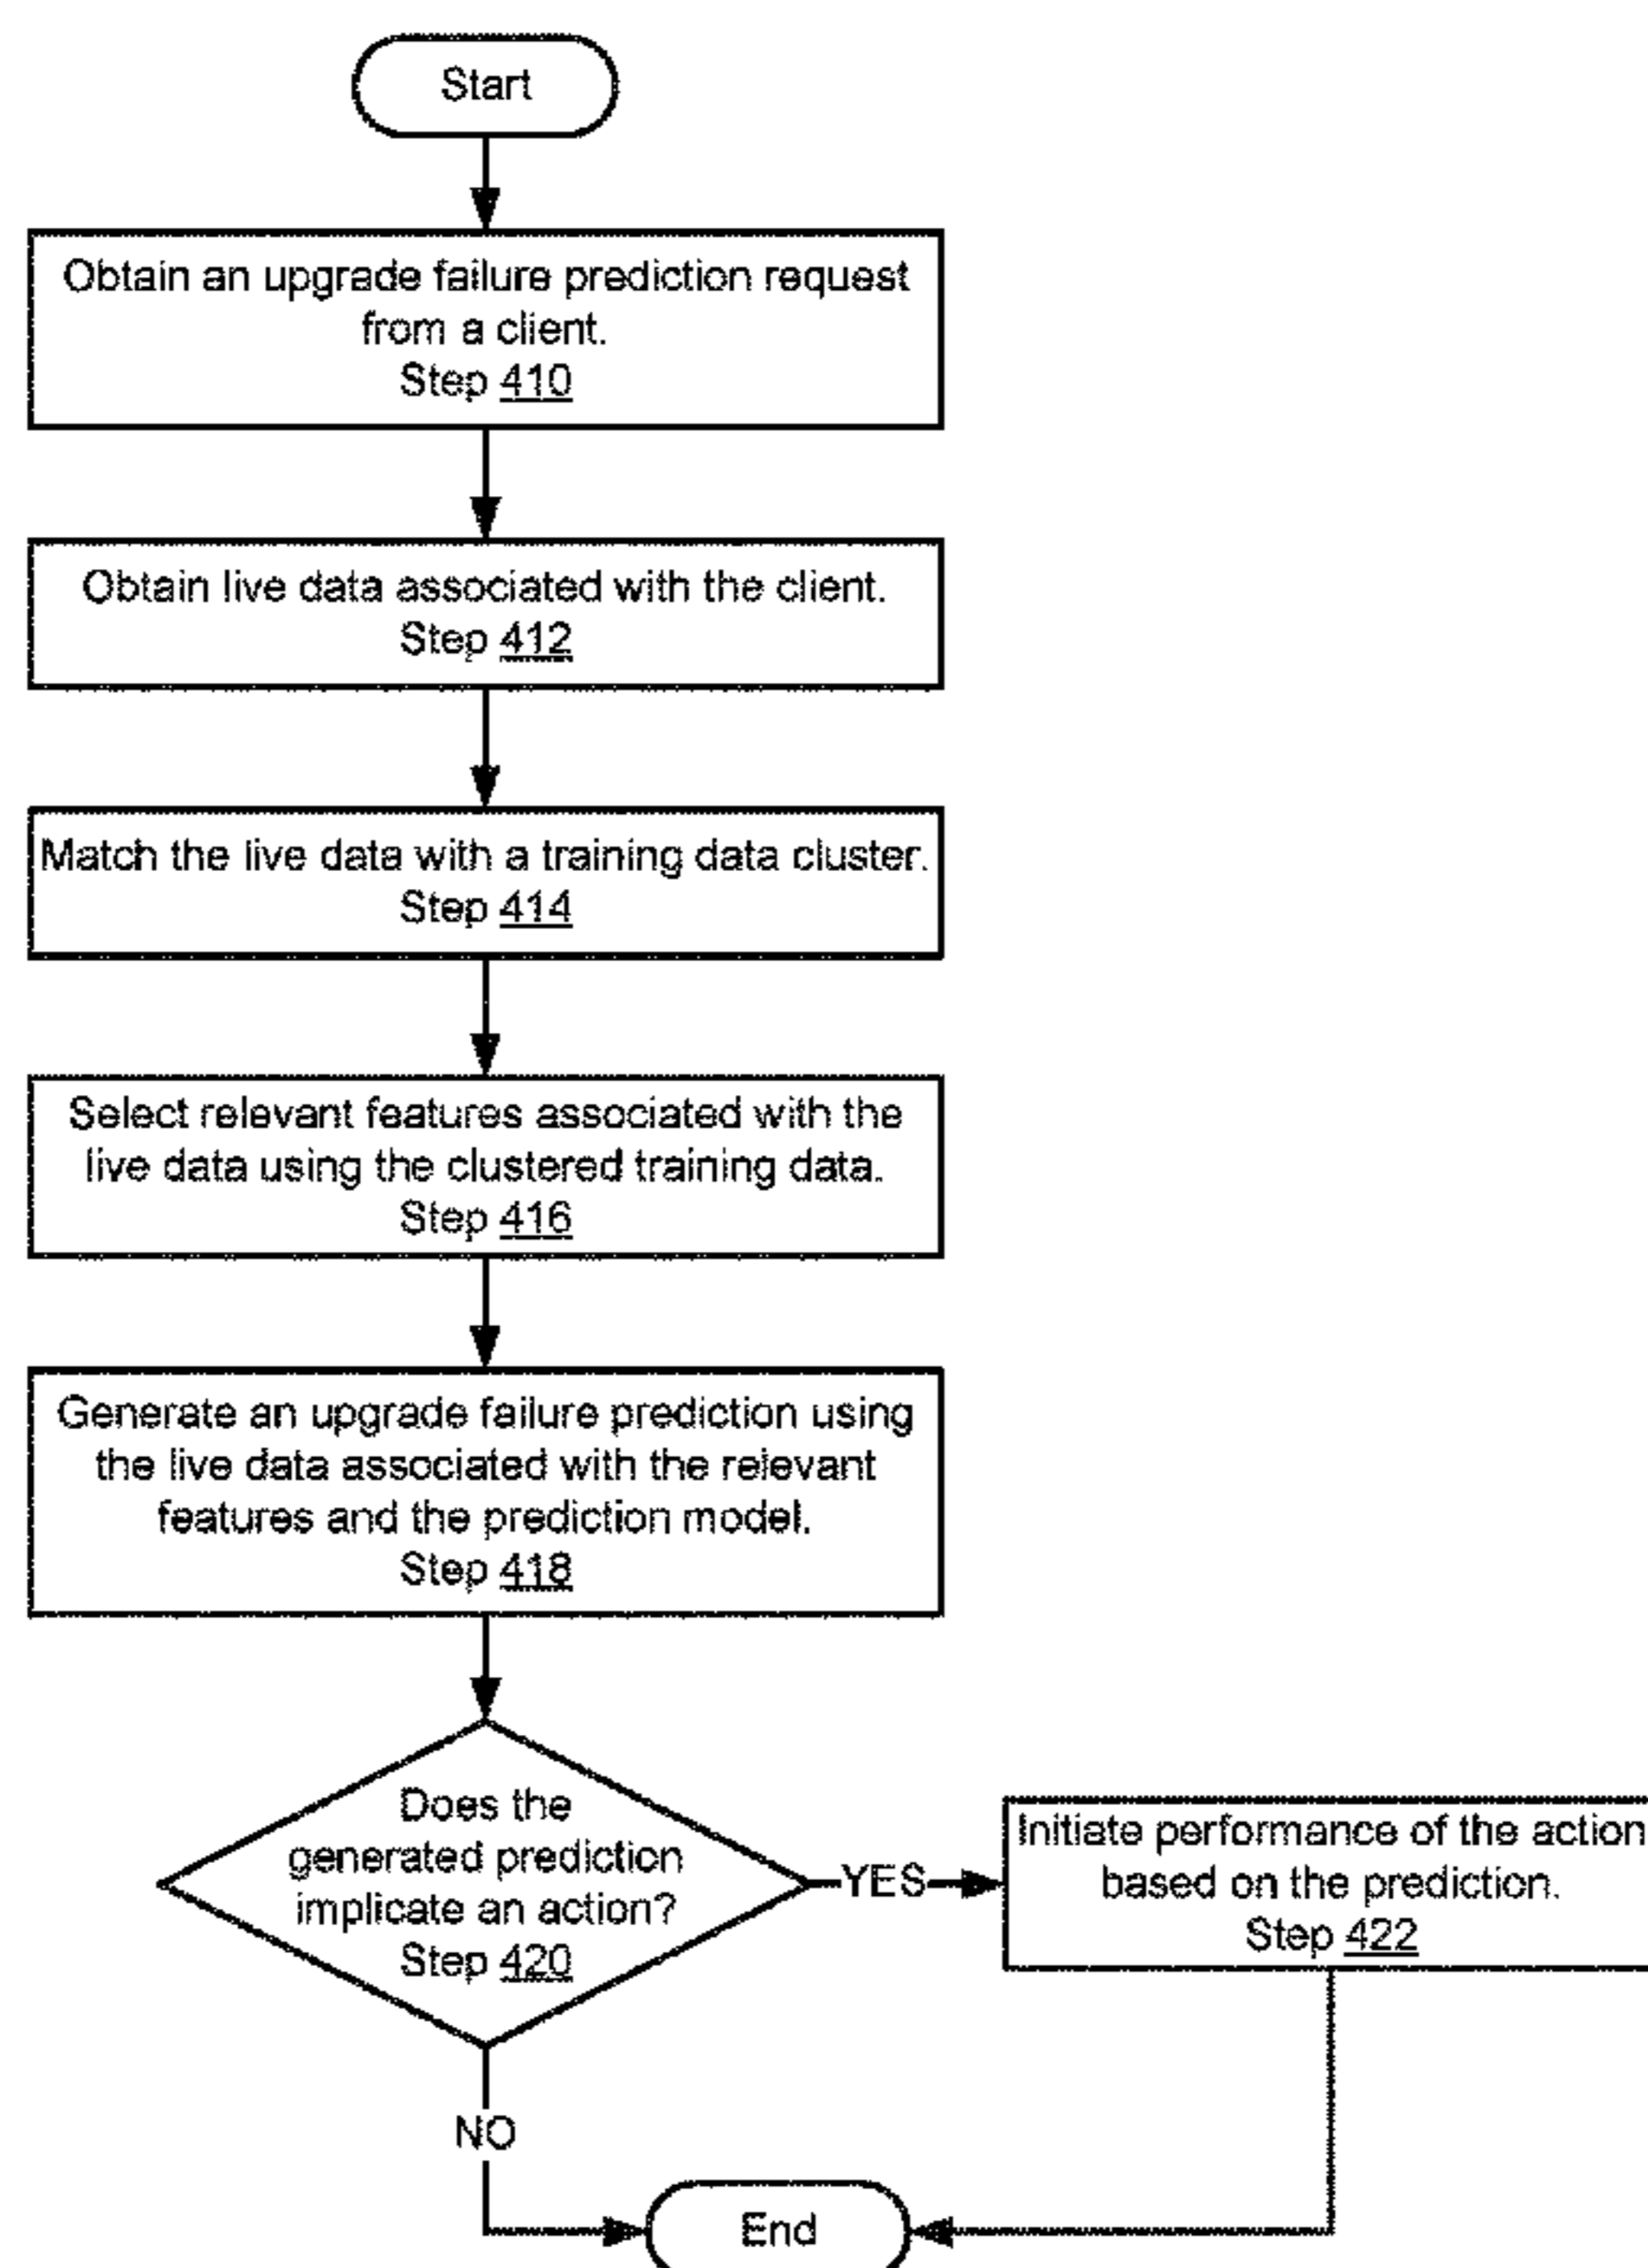 Start
Obtain an upgrade failure prediction request
from a client.
Step 410
Obtain live data associated with the client.
Step 412
Match the live data with a training data cluster.
Step 414
Select relevant features associated with the
live data using the clustered training data.
Step 416
Generate an upgrade failure prediction using
the live data associated with the relevant
features and the prediction model.
Step 418
Does the
generated prediction
implicate an action?
Step 420
YES
Initiate performance of the action
based on the prediction.
Step 422
NO
End